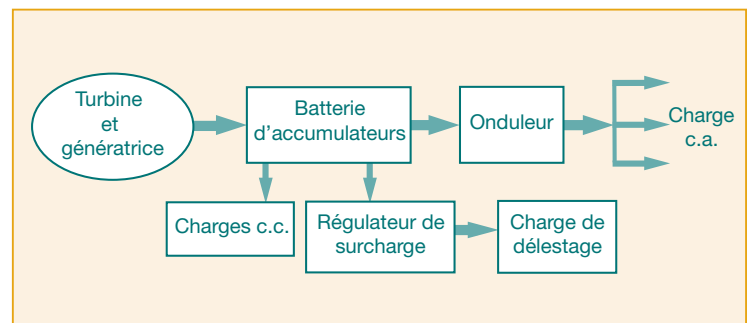 Turbine
et
génératrice
Batterie
d'accumulateurs
Onduleur
Charge
c.a.
Charges c.c.
Régulateur de
surcharge
Charge de
délestage